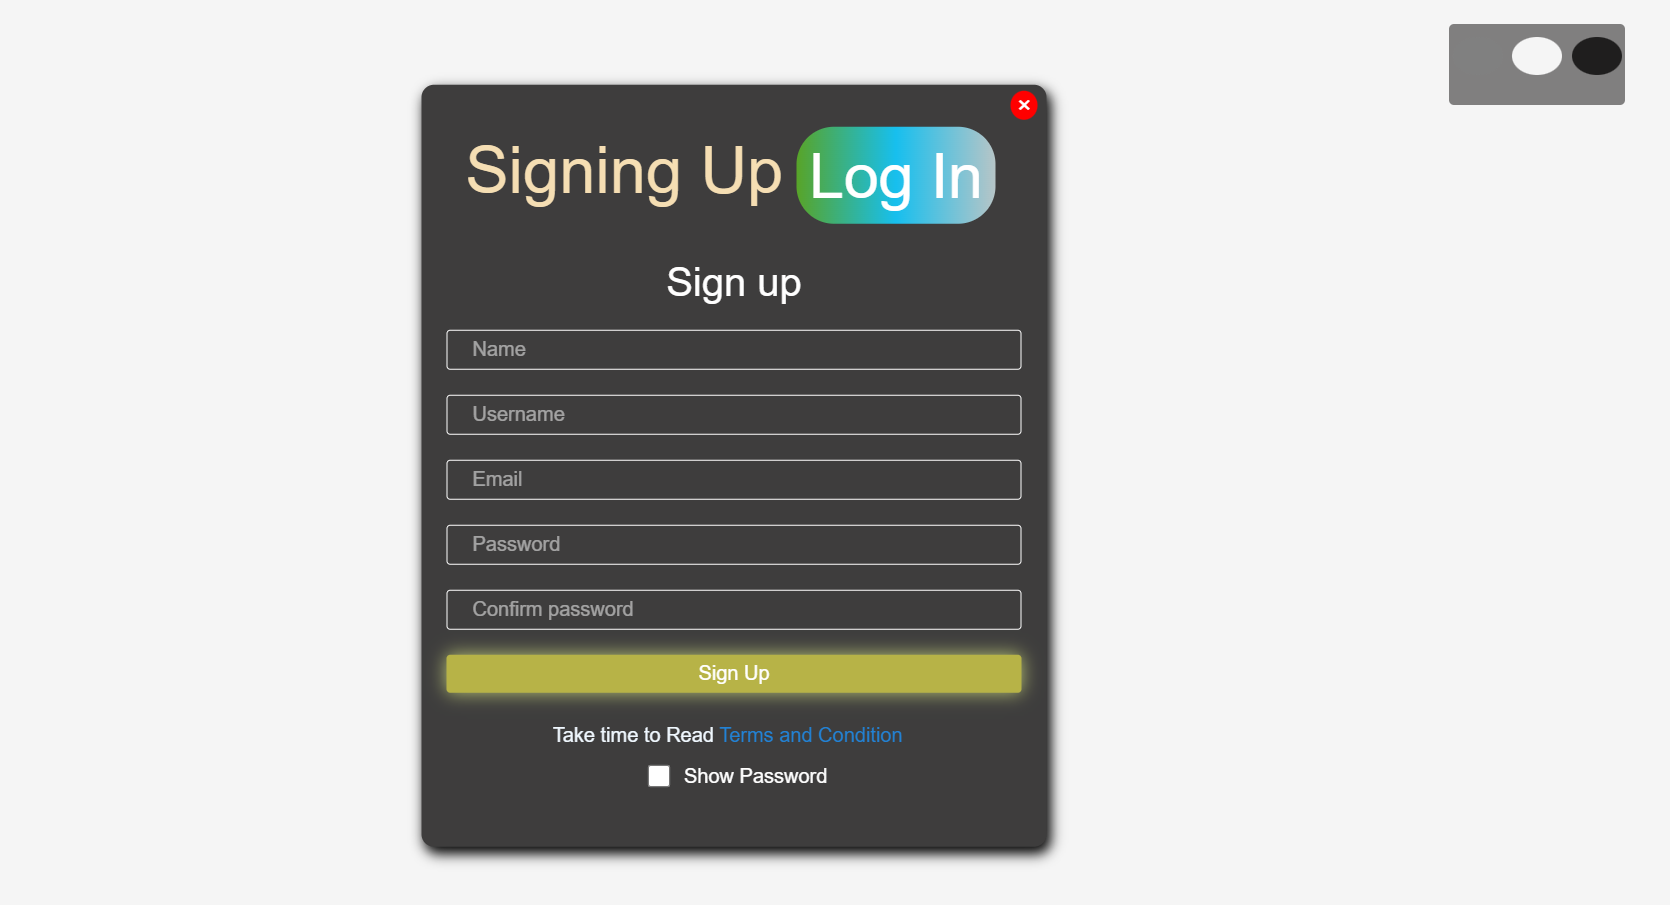 Signing Up Log In
Sign up
Name
Username
Email
Password
Confirm password
Sign Up
Take time to Read Terms and Condition
Show Password